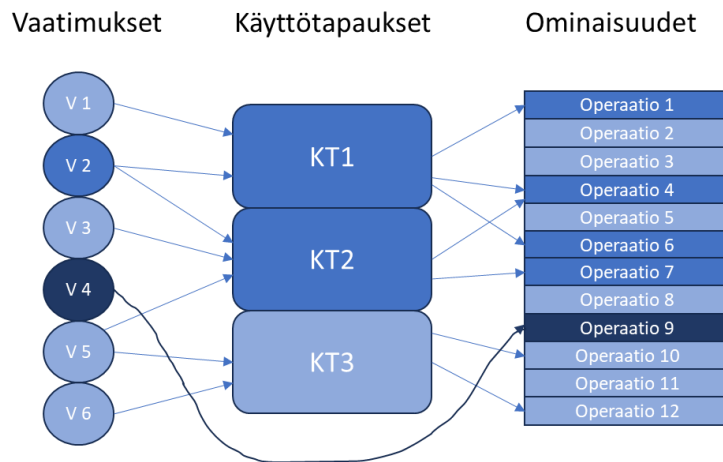 Vaatimukset
Käyttötapaukset
Ominaisuudet
V 1
V 2
V 3
V 4
V 5
V 6
KT1
KT2
KT3
Operaatio 1
Operaatio 2
Operaatio 3
Operaatio 4
Operaatio 5
Operaatio 6
Operaatio 7
Operaatio 8
Operaatio 9
Operaatio 10
Operaatio 11
Operaatio 12